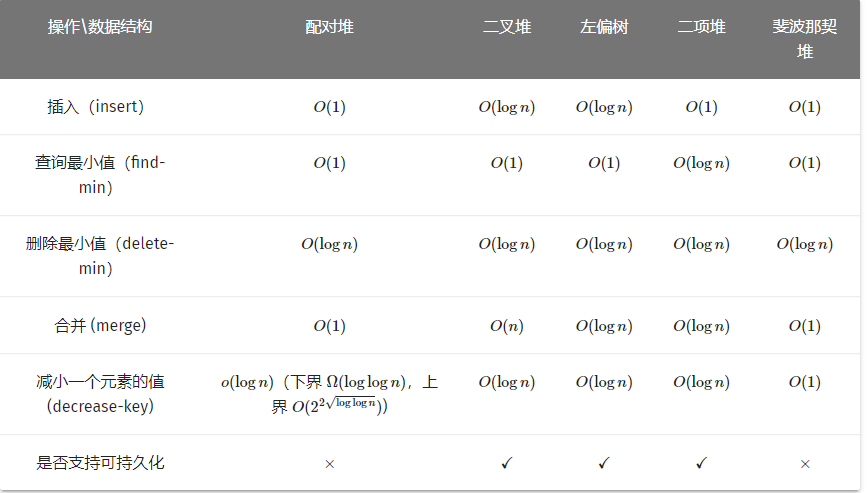 操作\数据结构 配对堆 二叉堆 左偏树 二项堆 斐波那契
堆
插入（insert） O(1) O(log n) O(log n) O(1) O(1)
查询最小值（find- O(1) O(1) O(1) O(log n) O(1)
min）
删除最小值（delete- O(log n) O(log n) O(log n) O(log n) O(log n)
min）
合并 (merge) O(1) O(n) O(log n) O(log n) O(1)
减小一个元素的值 o(log n)（下界 Ω(log log n)，上 O(log n) O(log n) O(log n) O(1)
(decrease-key) 界 O(2^{2\sqrt{log log n}})）
是否支持可持久化 × ✓ ✓ ✓ ×